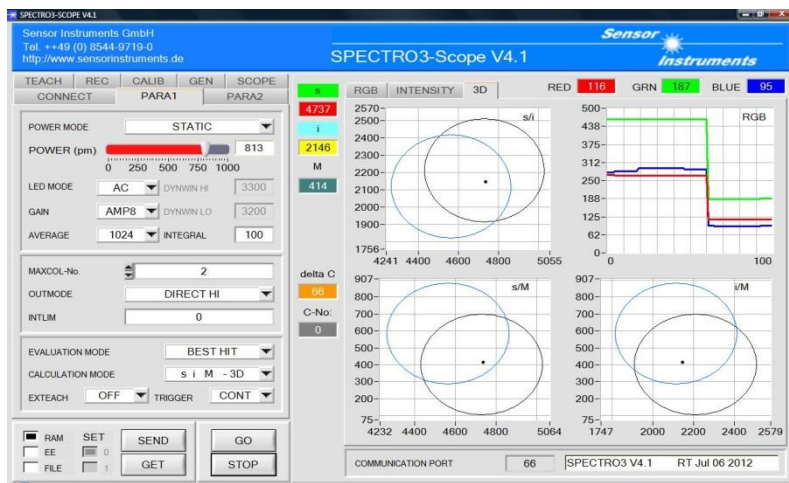 SPECTRO3-SCOPE V4.1
Sensor Instruments GmbH
Tel. ++49 (0) 8544-9719-0
http://www.sensorinstruments.de
SPECTRO3-Scope V4.1
Sensor
Instruments
TEACH REC CALIB GEN SCOPE
CONNECT PARA1 PARA2
POWER MODE STATIC
POWER (pm) 813
0 250 500 750 1000
LED MODE AC DYNWIN HI 3300
GAIN AMP8 DYNWIN LO 3200
AVERAGE 1024 INTEGRAL 100
MAXCOL-No. 2
OUTMODE DIRECT HI
INTLIM 0
EVALUATION MODE BEST HIT
CALCULATION MODE s i M - 3D
EXTEACH OFF TRIGGER CONT
RAM SET SEND GO
EE 0
FILE 1 GET STOP
s
4737
i
2146
M
414
delta C
66
C-No:
0
RGB INTENSITY 3D RED 116 GRN 187 BLUE 95
s/i
2570
2500
2400
2300
2200
2100
2000
1900
1756
4241 4400 4600 4800 5055
RGB
500
438
375
312
250
188
125
62
0
0 100
s/M
907
800
700
600
500
400
300
200
75
4232 4400 4600 4800 5064
i/M
907
800
700
600
500
400
300
200
75
1747 2000 2200 2400 2579
COMMUNICATION PORT 66 SPECTRO3 V4.1 RT Jul 06 2012